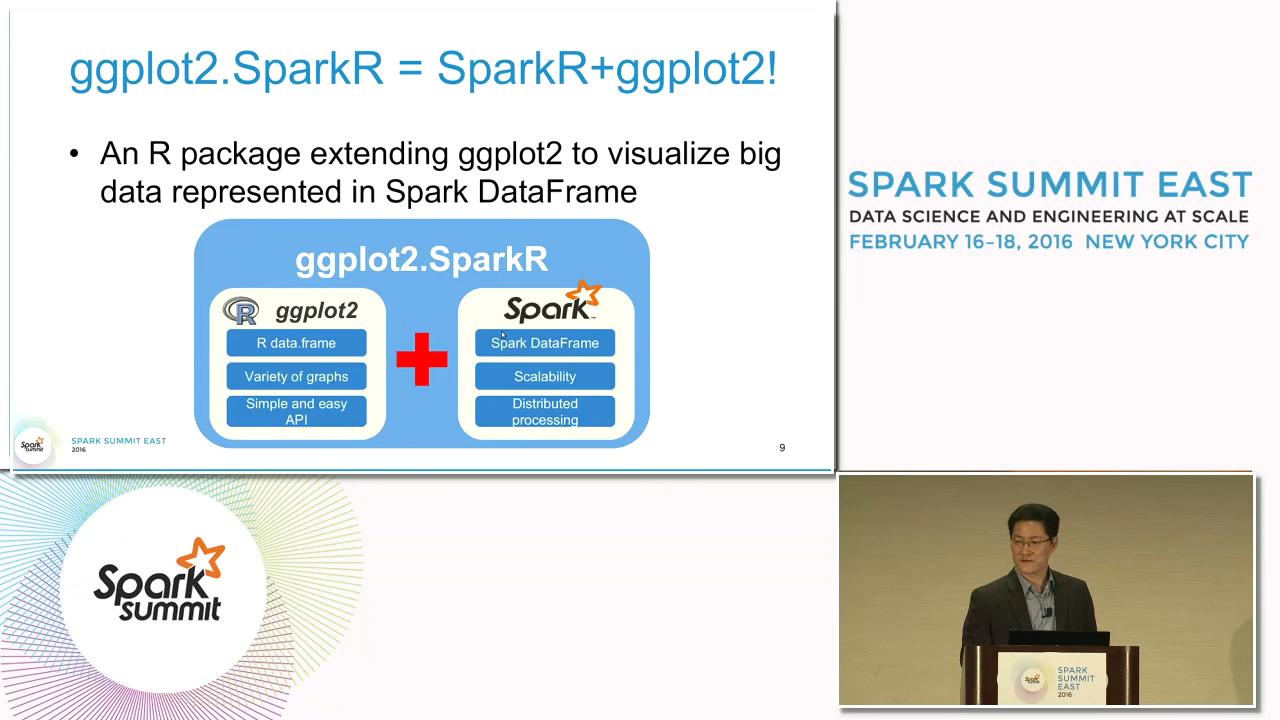 ggplot2.SparkR = SparkR+ggplot2!
• An R package extending ggplot2 to visualize big
data represented in Spark DataFrame
ggplot2.SparkR
R ggplot2
R data.frame
Variety of graphs
Simple and easy
API
Spark
Spark DataFrame
Scalability
Distributed
processing
Spark
summit
SPARK SUMMIT EAST
2016
9
SPARK SUMMIT EAST
DATA SCIENCE AND ENGINEERING AT SCALE
FEBRUARY 16–18, 2016 NEW YORK CITY
Spark
summit
Spark
summit
SPARK
SUMMIT
EAST
2016